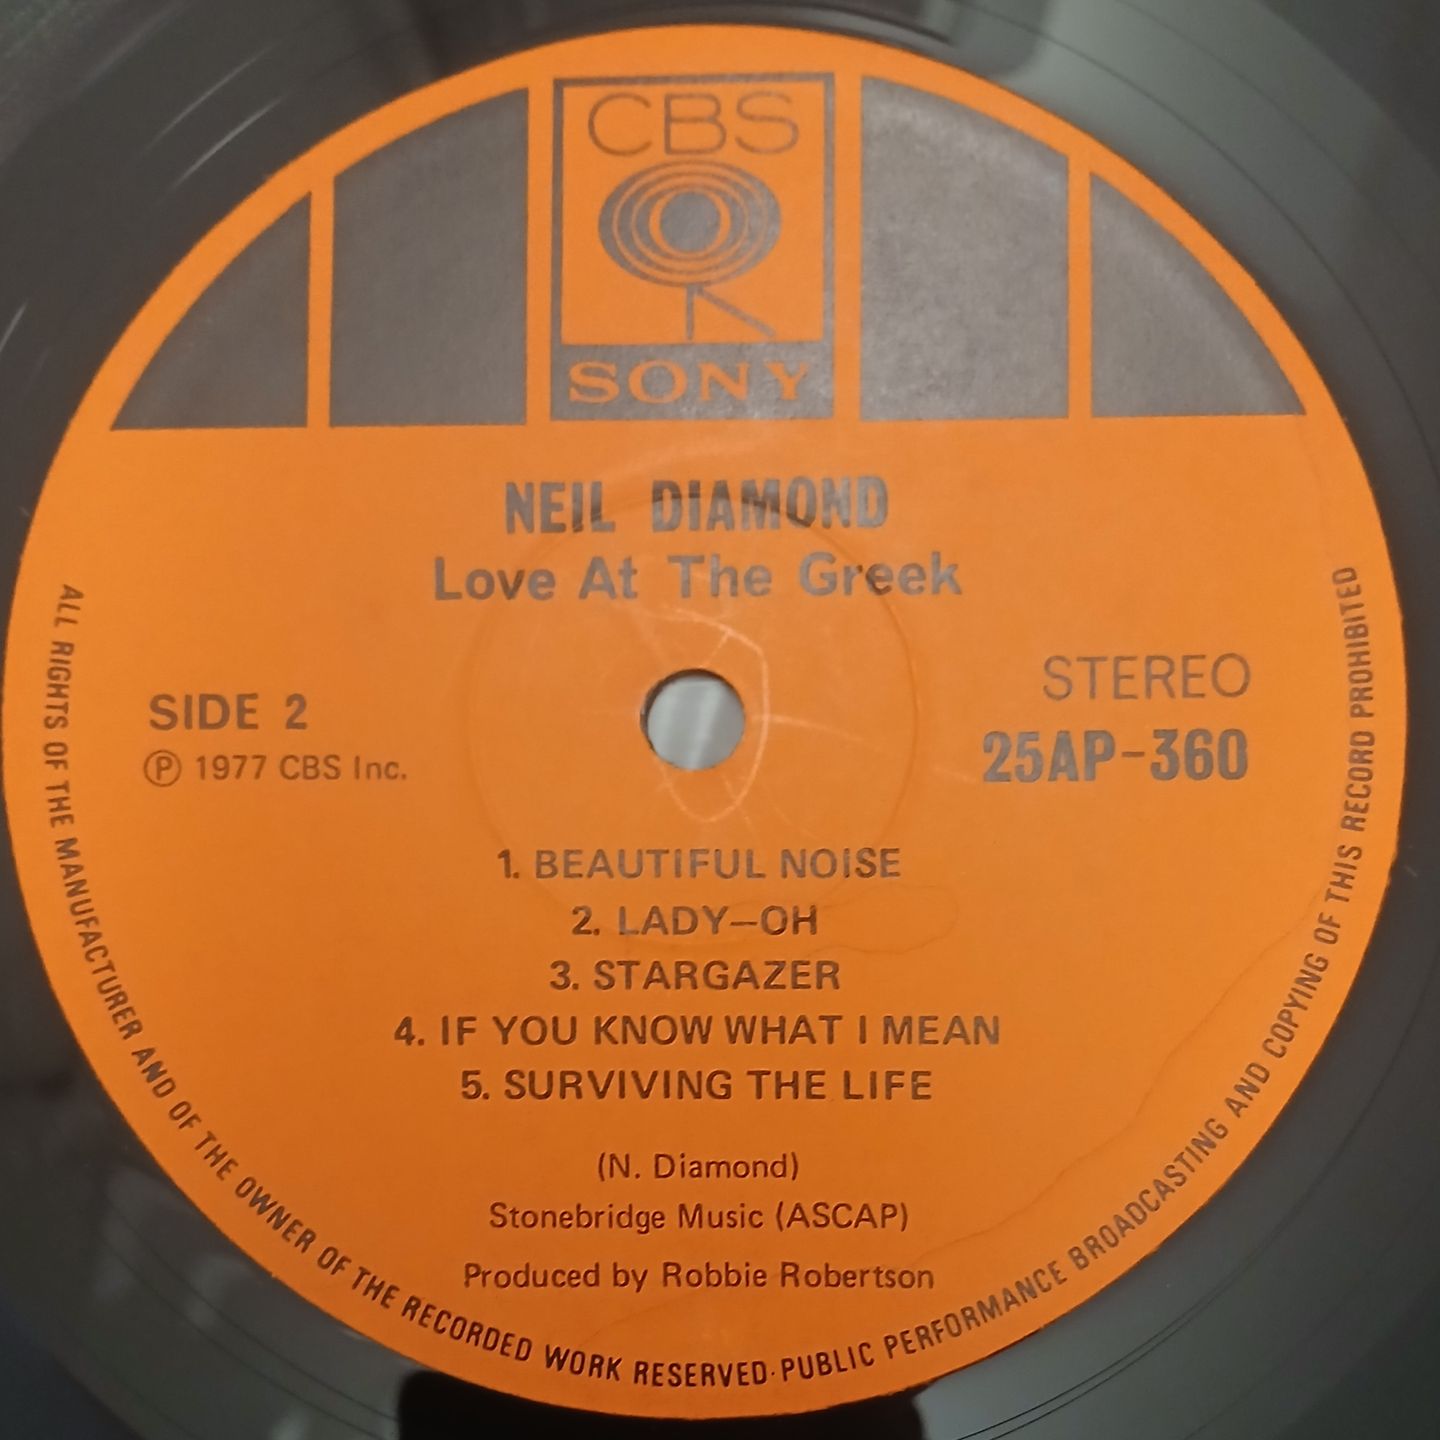 CBS
SONY
NEIL DIAMOND
Love At The Greek
SIDE 2
℗ 1977 CBS Inc.
STEREO
25AP-360
1. BEAUTIFUL NOISE
2. LADY—OH
3. STARGAZER
4. IF YOU KNOW WHAT I MEAN
5. SURVIVING THE LIFE
(N. Diamond)
Stonebridge Music (ASCAP)
Produced by Robbie Robertson
ALL RIGHTS OF THE MANUFACTURER AND OF THE OWNER OF THE RECORDED WORK RESERVED·PUBLIC PERFORMANCE BROADCASTING AND COPYING OF THIS RECORD PROHIBITED